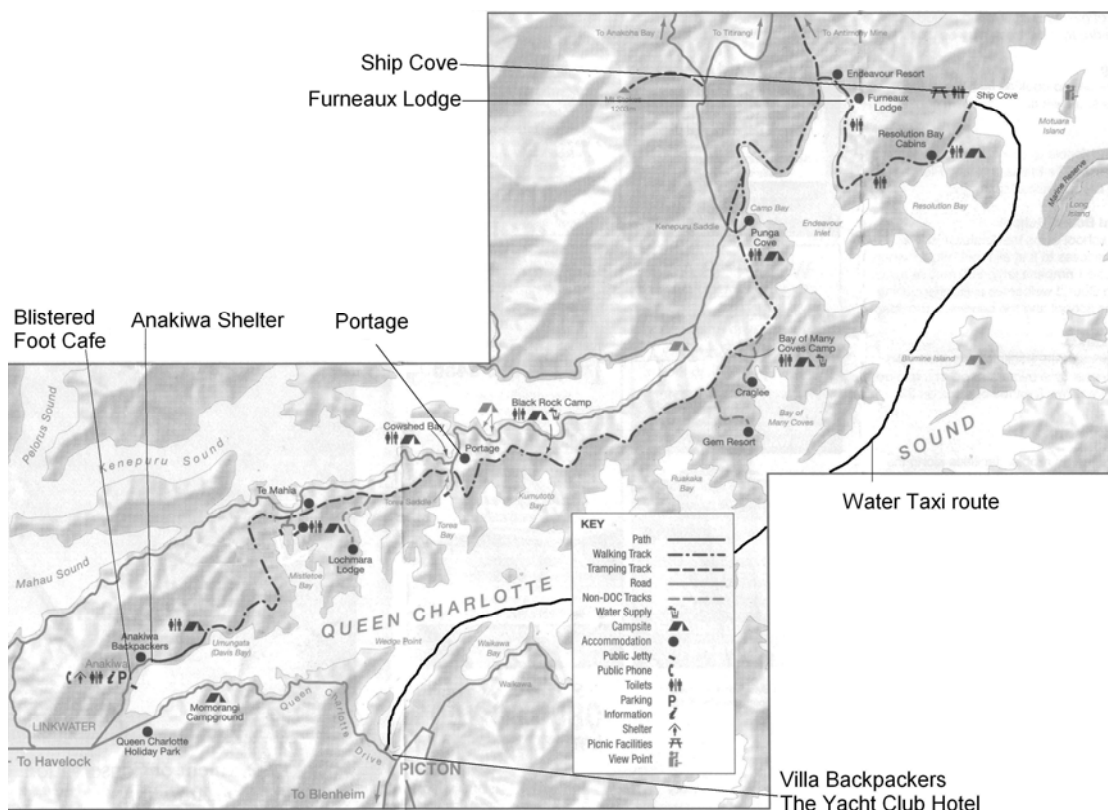 To Anakoha Bay
To Titirangi
To Antimony Mine
Ship Cove
Endeavour Resort
Furneaux Lodge
Furneaux
Lodge
Ship Cove
Motuara
Island
1203m
Resolution Bay
Cabins
Marine Reserve
Long
Island
Camp Bay
Resolution Bay
Kenepuru Saddle
Endeavour
Inlet
Punga
Cove
Blistered
Foot Cafe
Anakiwa Shelter
Portage
Bay of Many
Coves Camp
Blumine Island
Craglee
Pelorus Sound
Black Rock Camp
Bay of
Many Coves
Cowshed Bay
Gem Resort
SOUND
Kenepuru Sound
Portage
Ruakaka
Bay
Water Taxi route
Te Mahia
Torea Saddle
Kumutoto
Bay
Torea
Bay
Lochmara
Lodge
Mahau Sound
Mistletoe
Bay
QUEEN CHARLOTTE
KEY
Path
Walking Track
Tramping Track
Road
Non-DOC Tracks
Water Supply
Campsite
Accommodation
Public Jetty
Public Phone
Toilets
Parking P
Information
Shelter
Picnic Facilities
View Point
Anakiwa
Backpackers
Umungata
(Davis Bay)
Wedge Point
Waikawa
Bay
Anakiwa
P
Waikawa
Momorangi
Campground
Queen Charlotte Drive
LINKWATER
Queen Charlotte
Holiday Park
To Havelock
PICTON
To Blenheim
Villa Backpackers
The Yacht Club Hotel